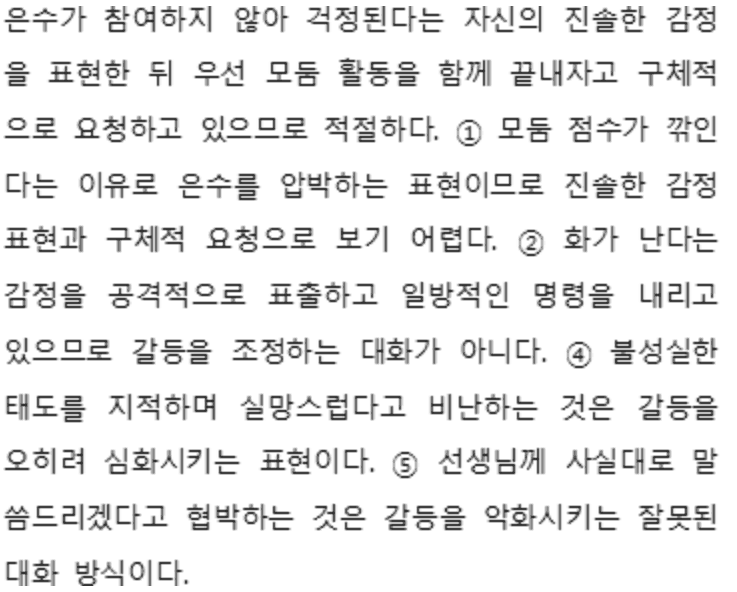 은수가 참여하지 않아 걱정된다는 자신의 진솔한 감정
을 표현한 뒤 우선 모둠 활동을 함께 끝내자고 구체적
으로 요청하고 있으므로 적절하다. ① 모둠 점수가 깎인
다는 이유로 은수를 압박하는 표현이므로 진솔한 감정
표현과 구체적 요청으로 보기 어렵다. ② 화가 난다는
감정을 공격적으로 표출하고 일방적인 명령을 내리고
있으므로 갈등을 조정하는 대화가 아니다. ④ 불성실한
태도를 지적하며 실망스럽다고 비난하는 것은 갈등을
오히려 심화시키는 표현이다. ⑤ 선생님께 사실대로 말
씀드리겠다고 협박하는 것은 갈등을 악화시키는 잘못된
대화 방식이다.